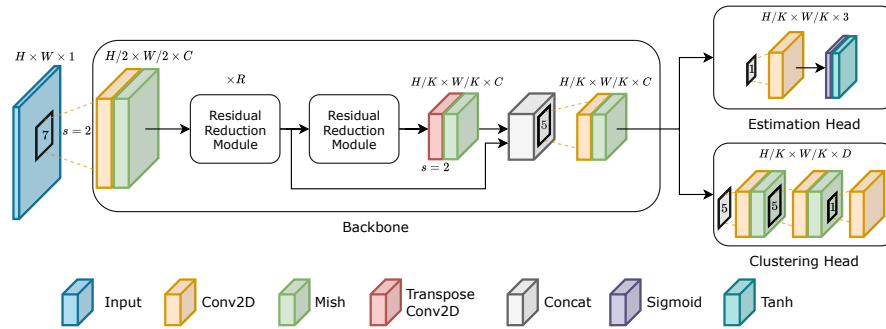 H × W × 1
7
s = 2
H/2 × W/2 × C
×R
Residual
Reduction
Module
Residual
Reduction
Module
H/K × W/K × C
s = 2
5
H/K × W/K × C
Backbone
H/K × W/K × 3
1
Estimation Head
H/K × W/K × D
5
5
1
Clustering Head
Input
Conv2D
Mish
Transpose
Conv2D
Concat
Sigmoid
Tanh